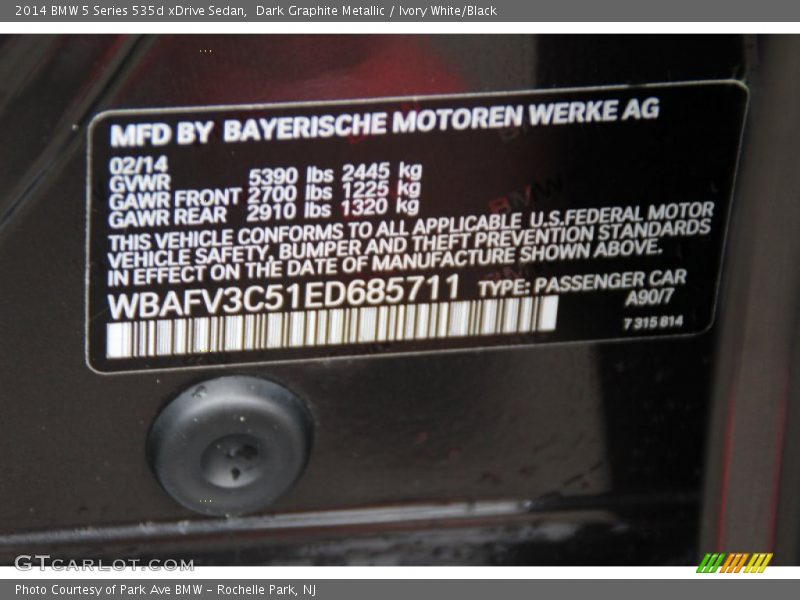 2014 BMW 5 Series 535d xDrive Sedan,  Dark Graphite Metallic / Ivory White/Black
MFD BY BAYERISCHE MOTOREN WERKE AG
02/14
GVWR 5390 lbs 2445 kg
GAWR FRONT 2700 lbs 1225 kg
GAWR REAR 2910 lbs 1320 kg
THIS VEHICLE CONFORMS TO ALL APPLICABLE U.S.FEDERAL MOTOR
VEHICLE SAFETY, BUMPER AND THEFT PREVENTION STANDARDS
IN EFFECT ON THE DATE OF MANUFACTURE SHOWN ABOVE.
WBAFV3C51ED685711 TYPE: PASSENGER CAR
A90/7
7 315 814
GTCARLOT.COM
Photo Courtesy of Park Ave BMW - Rochelle Park, NJ